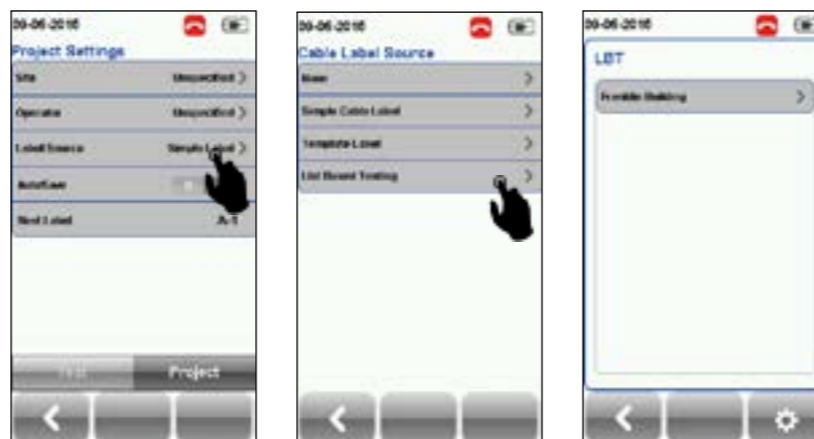 09-06-2016
Project Settings
Site Unspecified
Operator Unspecified
Label Source Simple Label
AutoSave
Next Label A-1
Test Project
09-06-2016
Cable Label Source
None
Simple Cable Label
Template Label
List Based Testing
09-06-2016
LBT
Franklin Building